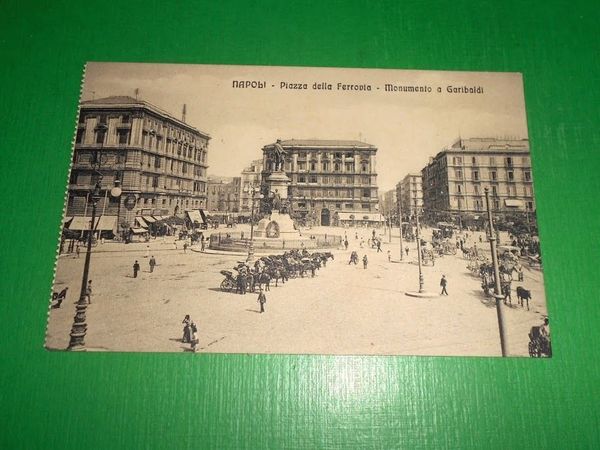 NAPOLI - Piazza della Ferrovia - Monumento a Garibaldi